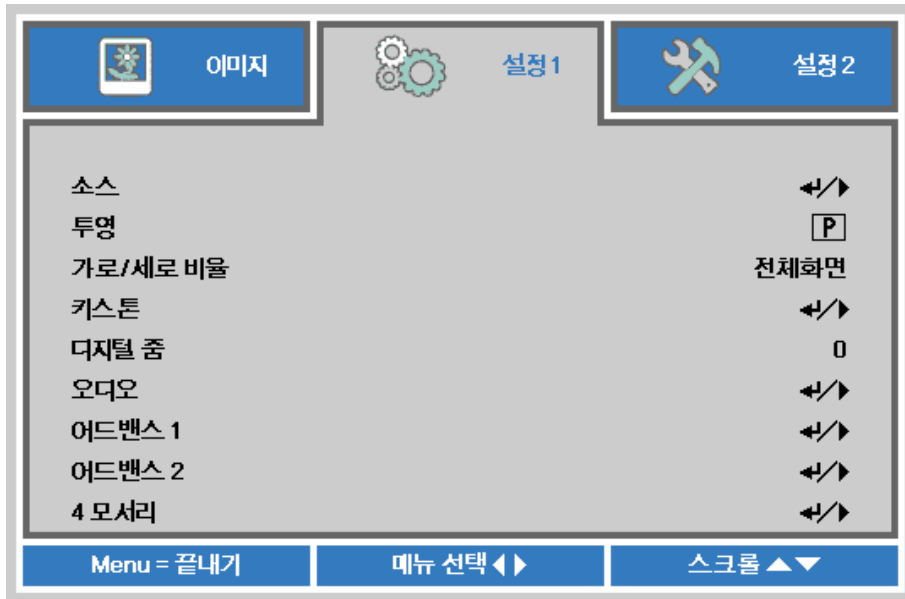 이미지 설정1 설정2
소스 ↵/▶
투영 P
가로/세로 비율 전체화면
키스톤 ↵/▶
디지털 줌 0
오디오 ↵/▶
어드밴스 1 ↵/▶
어드밴스 2 ↵/▶
4 모서리 ↵/▶
Menu = 끝내기 메뉴 선택 ◀ ▶ 스크롤 ▲▼